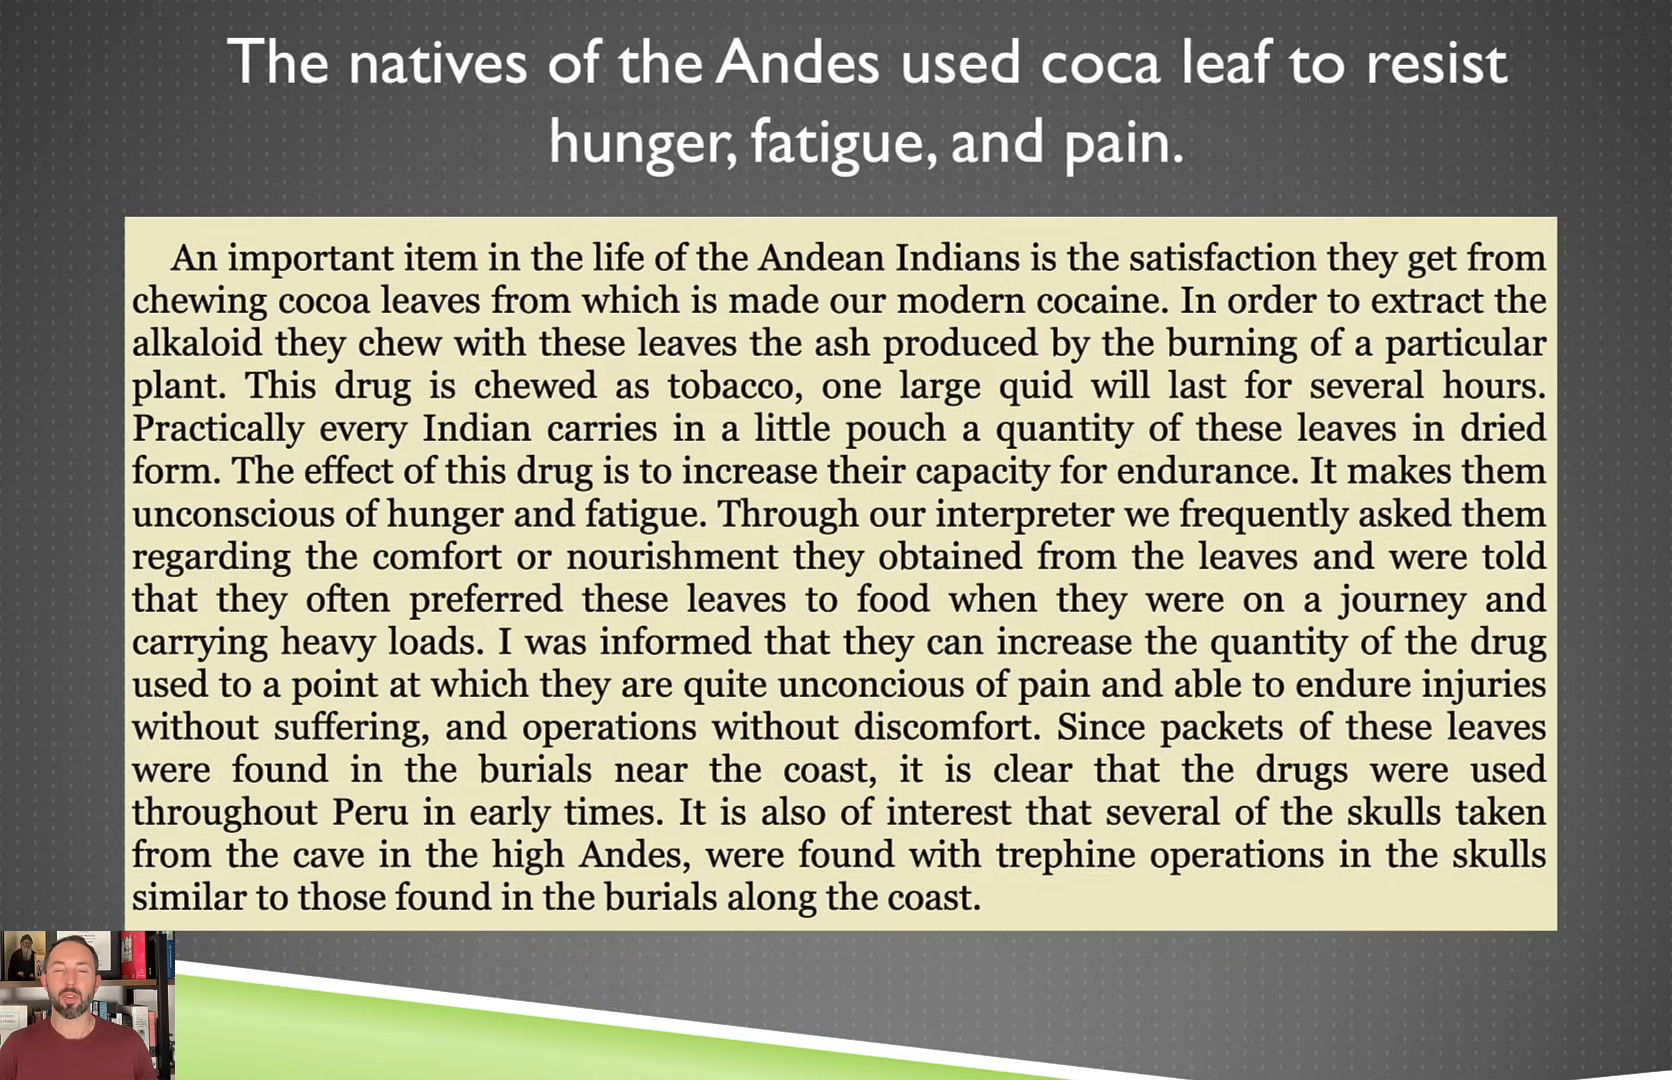 The natives of the Andes used coca leaf to resist
hunger, fatigue, and pain.
An important item in the life of the Andean Indians is the satisfaction they get from
chewing cocoa leaves from which is made our modern cocaine. In order to extract the
alkaloid they chew with these leaves the ash produced by the burning of a particular
plant. This drug is chewed as tobacco, one large quid will last for several hours.
Practically every Indian carries in a little pouch a quantity of these leaves in dried
form. The effect of this drug is to increase their capacity for endurance. It makes them
unconscious of hunger and fatigue. Through our interpreter we frequently asked them
regarding the comfort or nourishment they obtained from the leaves and were told
that they often preferred these leaves to food when they were on a journey and
carrying heavy loads. I was informed that they can increase the quantity of the drug
used to a point at which they are quite unconcious of pain and able to endure injuries
without suffering, and operations without discomfort. Since packets of these leaves
were found in the burials near the coast, it is clear that the drugs were used
throughout Peru in early times. It is also of interest that several of the skulls taken
from the cave in the high Andes, were found with trephine operations in the skulls
similar to those found in the burials along the coast.